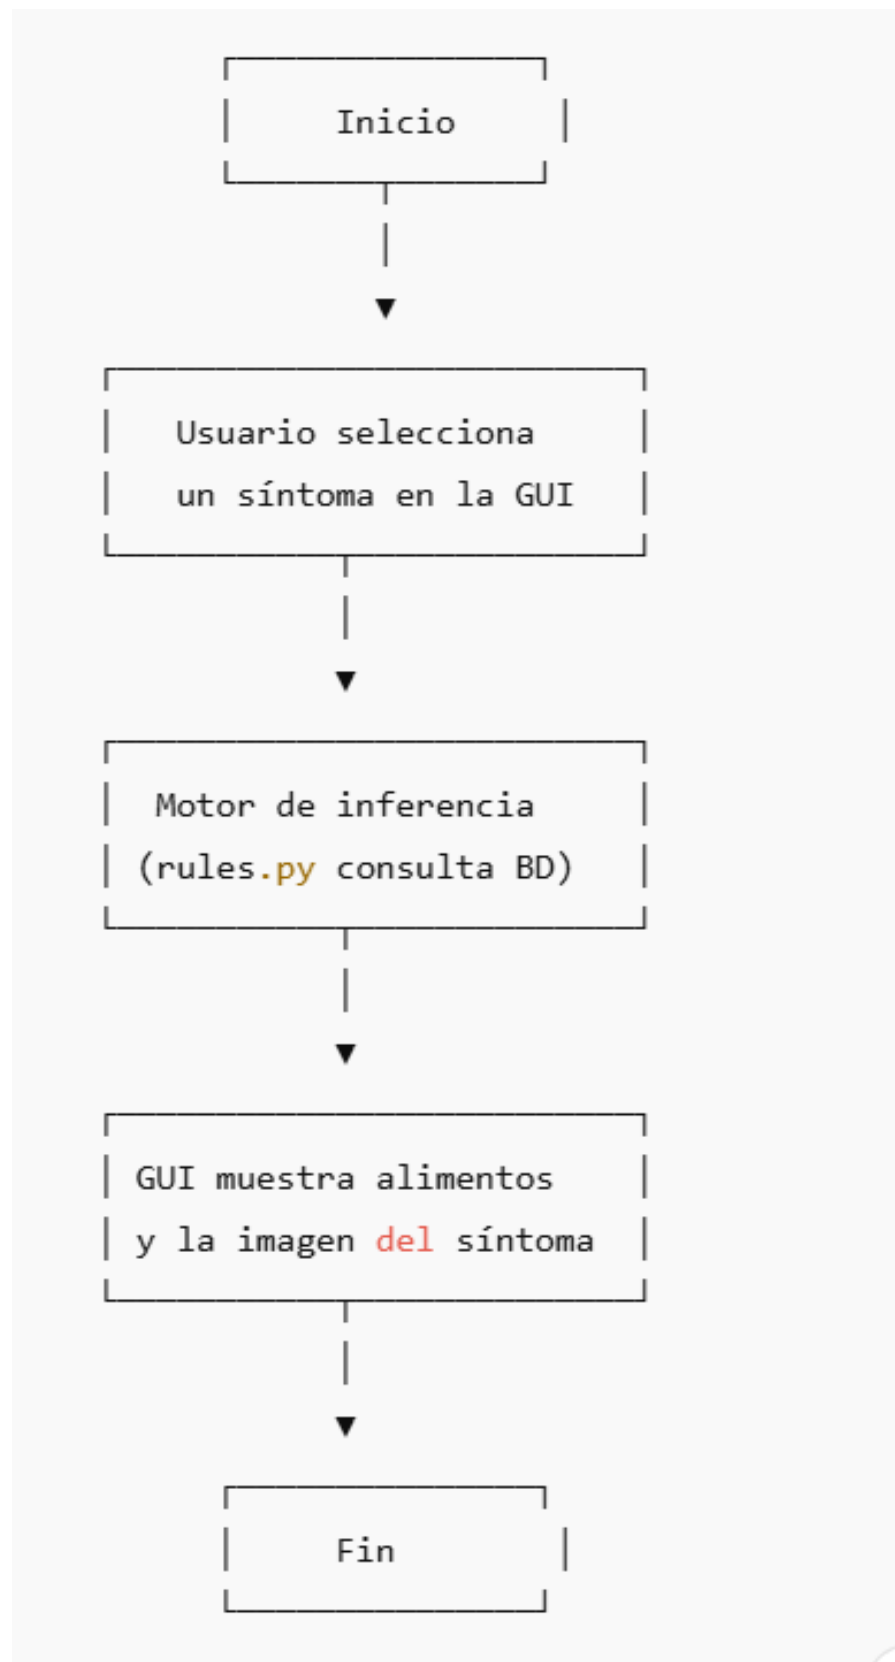 Inicio
Usuario selecciona
un síntoma en la GUI
Motor de inferencia
(rules.py consulta BD)
GUI muestra alimentos
y la imagen del síntoma
Fin